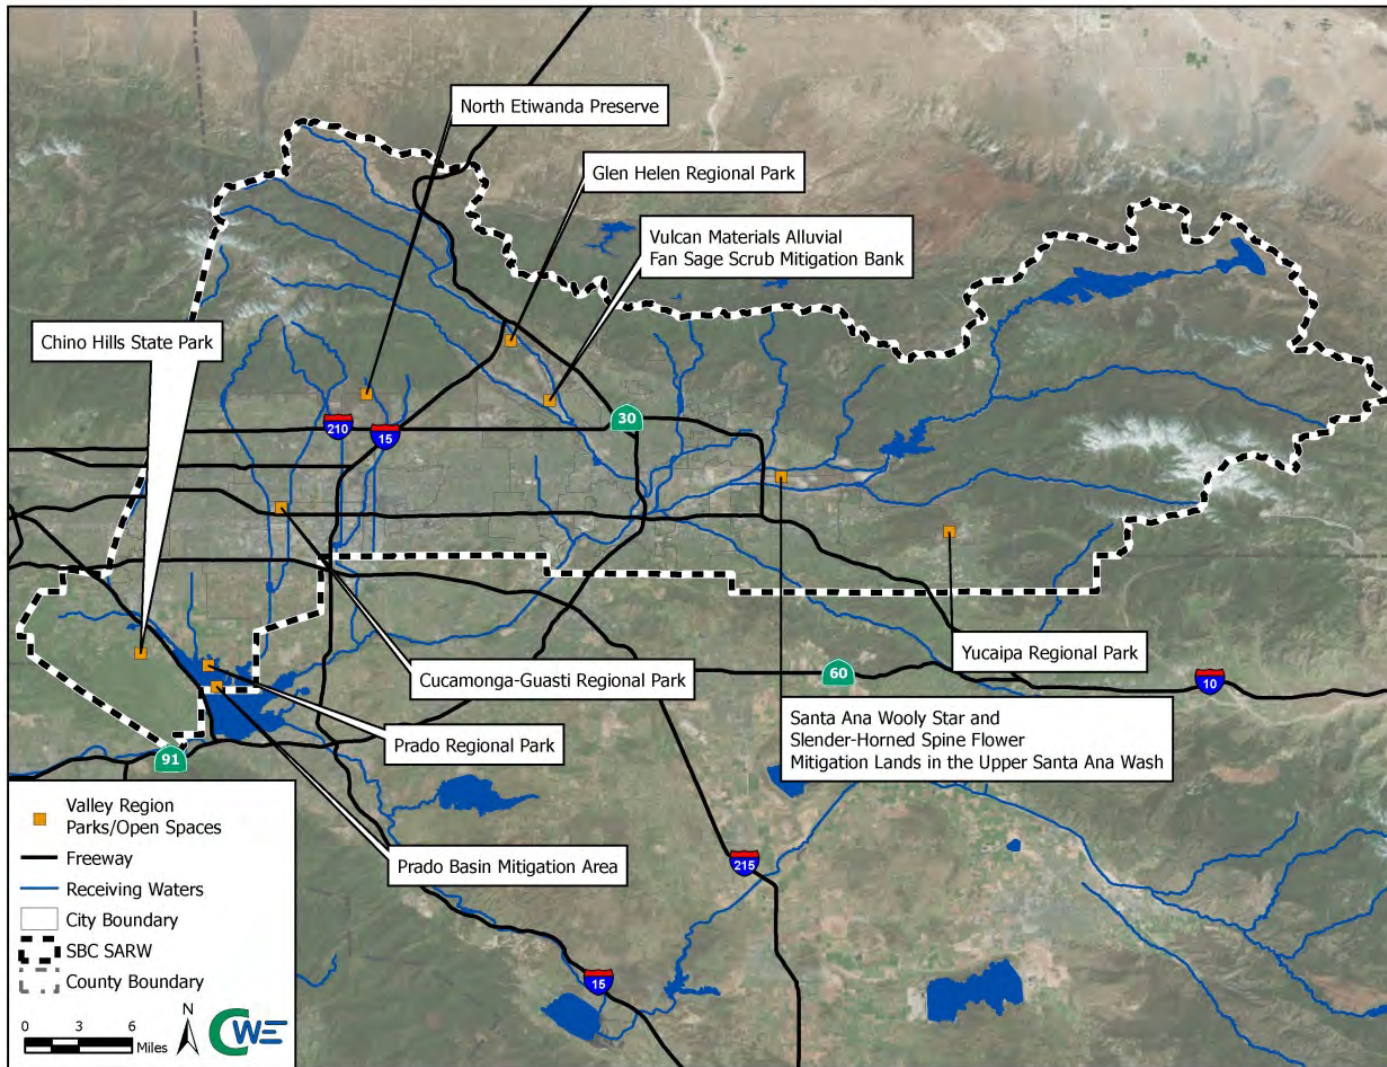 North Etiwanda Preserve
Glen Helen Regional Park
Vulcan Materials Alluvial
Fan Sage Scrub Mitigation Bank
Chino Hills State Park
30
210
15
Yucaipa Regional Park
Cucamonga-Guasti Regional Park
60
10
Santa Ana Wooly Star and
Slender-Horned Spine Flower
Mitigation Lands in the Upper Santa Ana Wash
Prado Regional Park
91
Prado Basin Mitigation Area
215
15
Valley Region
Parks/Open Spaces
Freeway
Receiving Waters
City Boundary
SBC SARW
County Boundary
N
0 3 6
Miles
CWE